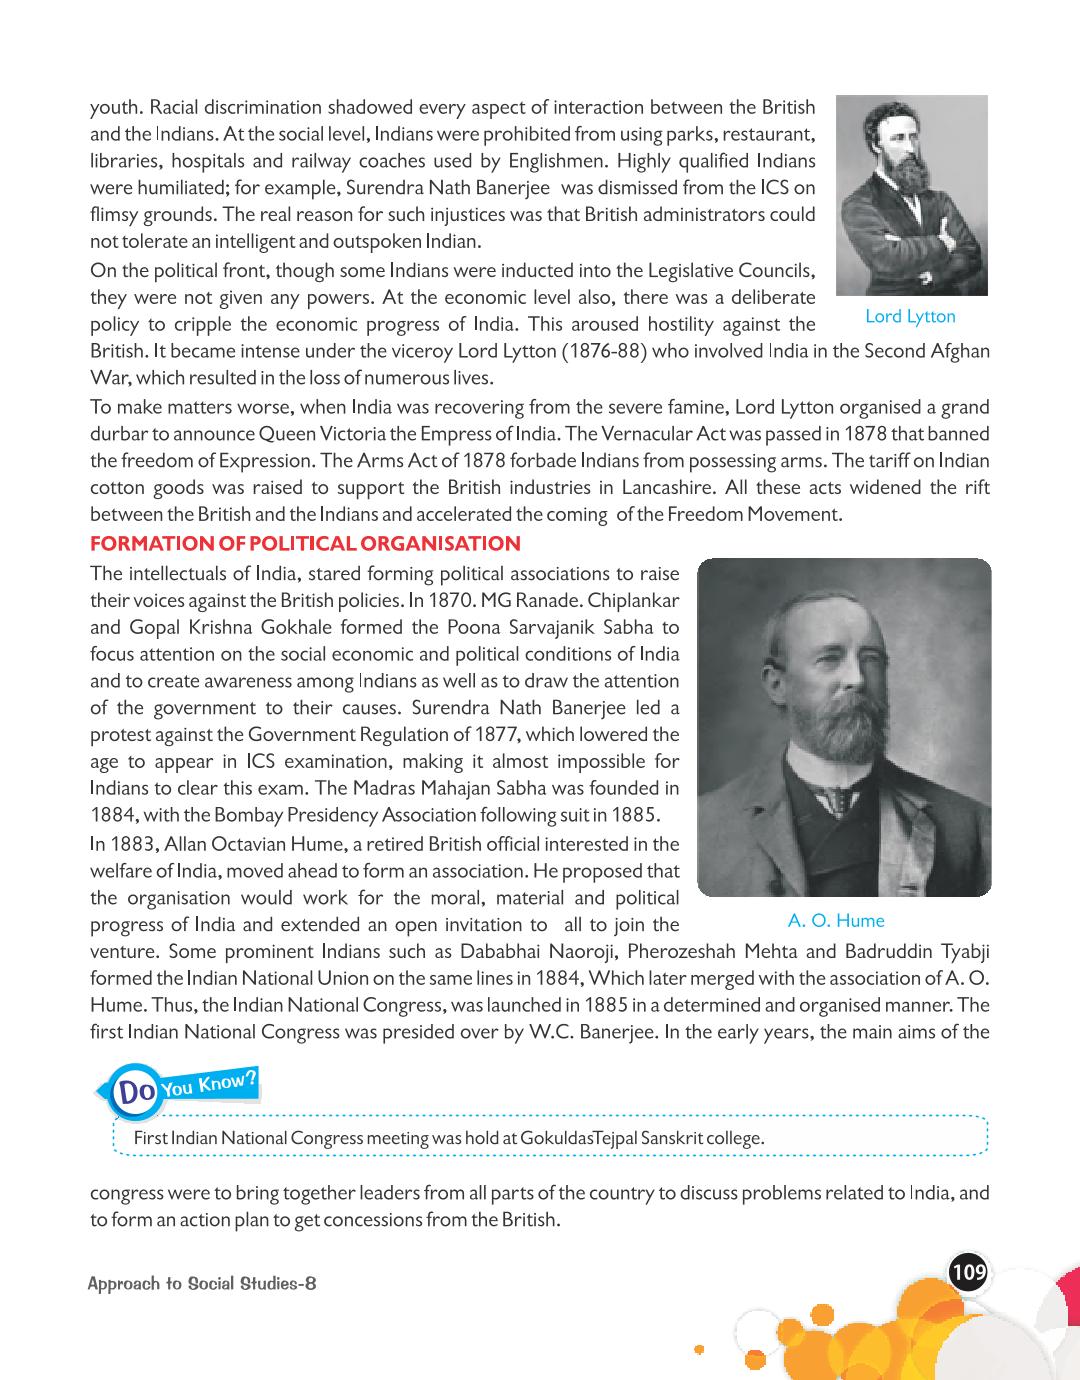 youth. Racial discrimination shadowed every aspect of interaction between the British
and the Indians. At the social level, Indians were prohibited from using parks, restaurant,
libraries, hospitals and railway coaches used by Englishmen. Highly qualified Indians
were humiliated; for example, Surendra Nath Banerjee was dismissed from the ICS on
flimsy grounds. The real reason for such injustices was that British administrators could
not tolerate an intelligent and outspoken Indian.
Lord Lytton
On the political front, though some Indians were inducted into the Legislative Councils,
they were not given any powers. At the economic level also, there was a deliberate
policy to cripple the economic progress of India. This aroused hostility against the
British. It became intense under the viceroy Lord Lytton (1876-88) who involved India in the Second Afghan
War, which resulted in the loss of numerous lives.
To make matters worse, when India was recovering from the severe famine, Lord Lytton organised a grand
durbar to announce Queen Victoria the Empress of India. The Vernacular Act was passed in 1878 that banned
the freedom of Expression. The Arms Act of 1878 forbade Indians from possessing arms. The tariff on Indian
cotton goods was raised to support the British industries in Lancashire. All these acts widened the rift
between the British and the Indians and accelerated the coming of the Freedom Movement.
FORMATION OF POLITICAL ORGANISATION
The intellectuals of India, stared forming political associations to raise
their voices against the British policies. In 1870. MG Ranade. Chiplankar
and Gopal Krishna Gokhale formed the Poona Sarvajanik Sabha to
focus attention on the social economic and political conditions of India
and to create awareness among Indians as well as to draw the attention
of the government to their causes. Surendra Nath Banerjee led a
protest against the Government Regulation of 1877, which lowered the
age to appear in ICS examination, making it almost impossible for
Indians to clear this exam. The Madras Mahajan Sabha was founded in
1884, with the Bombay Presidency Association following suit in 1885.
In 1883, Allan Octavian Hume, a retired British official interested in the
welfare of India, moved ahead to form an association. He proposed that
the organisation would work for the moral, material and political
progress of India and extended an open invitation to all to join the
A. O. Hume
venture. Some prominent Indians such as Dababhai Naoroji, Pherozeshah Mehta and Badruddin Tyabji
formed the Indian National Union on the same lines in 1884, Which later merged with the association of A. O.
Hume. Thus, the Indian National Congress, was launched in 1885 in a determined and organised manner. The
first Indian National Congress was presided over by W.C. Banerjee. In the early years, the main aims of the
Do You Know?
First Indian National Congress meeting was hold at GokuldasTejpal Sanskrit college.
congress were to bring together leaders from all parts of the country to discuss problems related to India, and
to form an action plan to get concessions from the British.
Approach to Social Studies-8
109